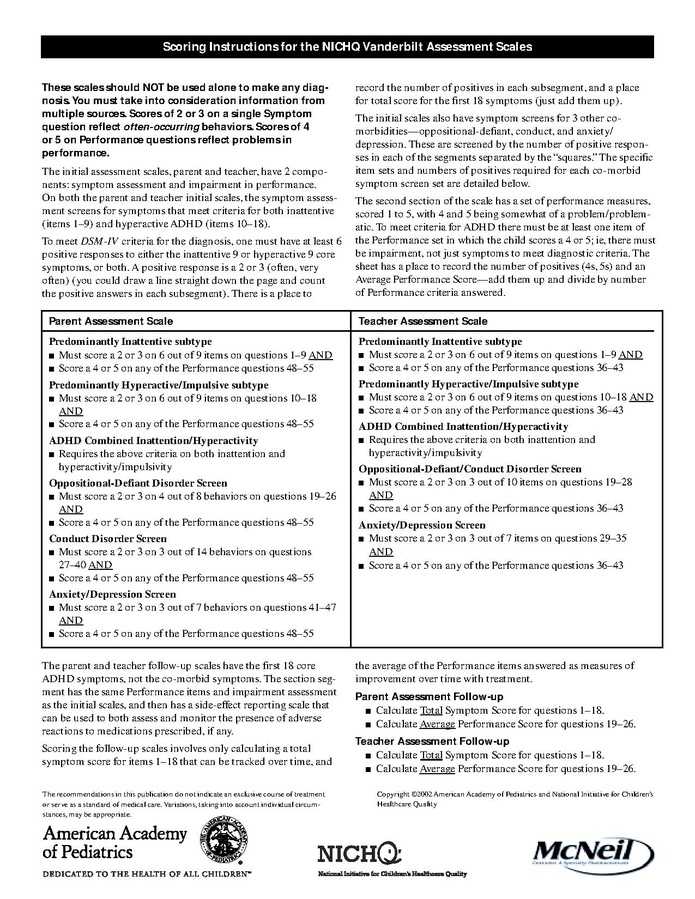 Scoring Instructions for the NICHQ Vanderbilt Assessment Scales
These scales should NOT be used alone to make any diag-
nosis. You must take into consideration information from
multiple sources. Scores of 2 or 3 on a single Symptom
question reflect often-occurring behaviors. Scores of 4
or 5 on Performance questions reflect problems in
performance.
The initial assessment scales, parent and teacher, have 2 compo-
nents: symptom assessment and impairment in performance.
On both the parent and teacher initial scales, the symptom assess-
ment screens for symptoms that meet criteria for both inattentive
(items 1–9) and hyperactive ADHD (items 10–18).
To meet DSM-IV criteria for the diagnosis, one must have at least 6
positive responses to either the inattentive 9 or hyperactive 9 core
symptoms, or both. A positive response is a 2 or 3 (often, very
often) (you could draw a line straight down the page and count
the positive answers in each subsegment). There is a place to
record the number of positives in each subsegment, and a place
for total score for the first 18 symptoms (just add them up).
The initial scales also have symptom screens for 3 other co-
morbidities—oppositional-defiant, conduct, and anxiety/
depression. These are screened by the number of positive respon-
ses in each of the segments separated by the “squares.” The specific
item sets and numbers of positives required for each co-morbid
symptom screen set are detailed below.
The second section of the scale has a set of performance measures,
scored 1 to 5, with 4 and 5 being somewhat of a problem/problem-
atic. To meet criteria for ADHD there must be at least one item of
the Performance set in which the child scores a 4 or 5; ie, there must
be impairment, not just symptoms to meet diagnostic criteria. The
sheet has a place to record the number of positives (4s, 5s) and an
Average Performance Score—add them up and divide by number
of Performance criteria answered.
Parent Assessment Scale
Predominantly Inattentive subtype
■ Must score a 2 or 3 on 6 out of 9 items on questions 1–9 AND
■ Score a 4 or 5 on any of the Performance questions 48–55
Predominantly Hyperactive/Impulsive subtype
■ Must score a 2 or 3 on 6 out of 9 items on questions 10–18
AND
■ Score a 4 or 5 on any of the Performance questions 48–55
ADHD Combined Inattention/Hyperactivity
■ Requires the above criteria on both inattention and
hyperactivity/impulsivity
Oppositional-Defiant Disorder Screen
■ Must score a 2 or 3 on 4 out of 8 behaviors on questions 19–26
AND
■ Score a 4 or 5 on any of the Performance questions 48–55
Conduct Disorder Screen
■ Must score a 2 or 3 on 3 out of 14 behaviors on questions
27–40 AND
■ Score a 4 or 5 on any of the Performance questions 48–55
Anxiety/Depression Screen
■ Must score a 2 or 3 on 3 out of 7 behaviors on questions 41–47
AND
■ Score a 4 or 5 on any of the Performance questions 48–55
Teacher Assessment Scale
Predominantly Inattentive subtype
■ Must score a 2 or 3 on 6 out of 9 items on questions 1–9 AND
■ Score a 4 or 5 on any of the Performance questions 36–43
Predominantly Hyperactive/Impulsive subtype
■ Must score a 2 or 3 on 6 out of 9 items on questions 10–18 AND
■ Score a 4 or 5 on any of the Performance questions 36–43
ADHD Combined Inattention/Hyperactivity
■ Requires the above criteria on both inattention and
hyperactivity/impulsivity
Oppositional-Defiant/Conduct Disorder Screen
■ Must score a 2 or 3 on 3 out of 10 items on questions 19–28
AND
■ Score a 4 or 5 on any of the Performance questions 36–43
Anxiety/Depression Screen
■ Must score a 2 or 3 on 3 out of 7 items on questions 29–35
AND
■ Score a 4 or 5 on any of the Performance questions 36–43
The parent and teacher follow-up scales have the first 18 core
ADHD symptoms, not the co-morbid symptoms. The section seg-
ment has the same Performance items and impairment assessment
as the initial scales, and then has a side-effect reporting scale that
can be used to both assess and monitor the presence of adverse
reactions to medications prescribed, if any.
Scoring the follow-up scales involves only calculating a total
symptom score for items 1–18 that can be tracked over time, and
the average of the Performance items answered as measures of
improvement over time with treatment.
Parent Assessment Follow-up
■ Calculate Total Symptom Score for questions 1–18.
■ Calculate Average Performance Score for questions 19–26.
Teacher Assessment Follow-up
■ Calculate Total Symptom Score for questions 1–18.
■ Calculate Average Performance Score for questions 19–26.
The recommendations in this publication do not indicate an exclusive course of treatment
or serve as a standard of medical care. Variations, taking into account individual circum-
stances, may be appropriate.
Copyright ©2002 American Academy of Pediatrics and National Initiative for Children's
Healthcare Quality
American Academy
of Pediatrics
DEDICATED TO THE HEALTH OF ALL CHILDREN™
NICHQ
National Initiative for Children's Healthcare Quality
McNeil
Consumer & Specialty Pharmaceuticals